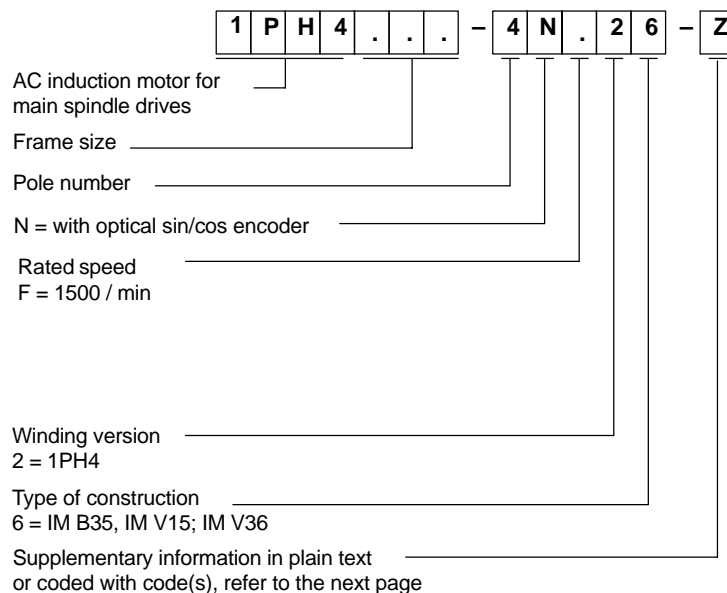 1 P H 4 . . . – 4 N . 2 6 – Z
AC induction motor for
main spindle drives
Frame size
Pole number
N = with optical sin/cos encoder
Rated speed
F = 1500 / min
Winding version
2 = 1PH4
Type of construction
6 = IM B35, IM V15; IM V36
Supplementary information in plain text
or coded with code(s), refer to the next page